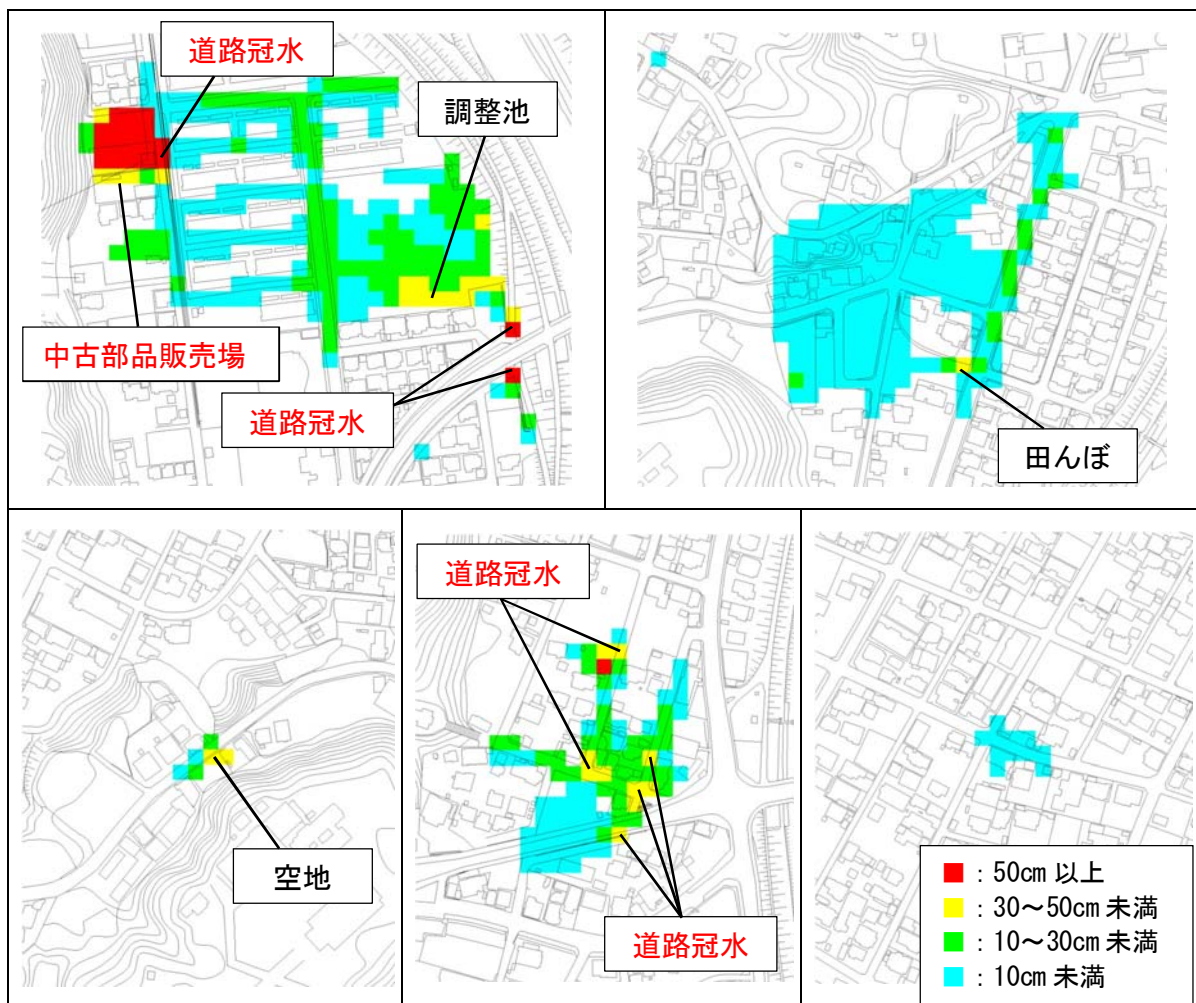 道路冠水
調整池
中古部品販売場
道路冠水
田んぼ
道路冠水
空地
道路冠水
■：50cm 以上
■：30～50cm 未満
■：10～30cm 未満
■：10cm 未満